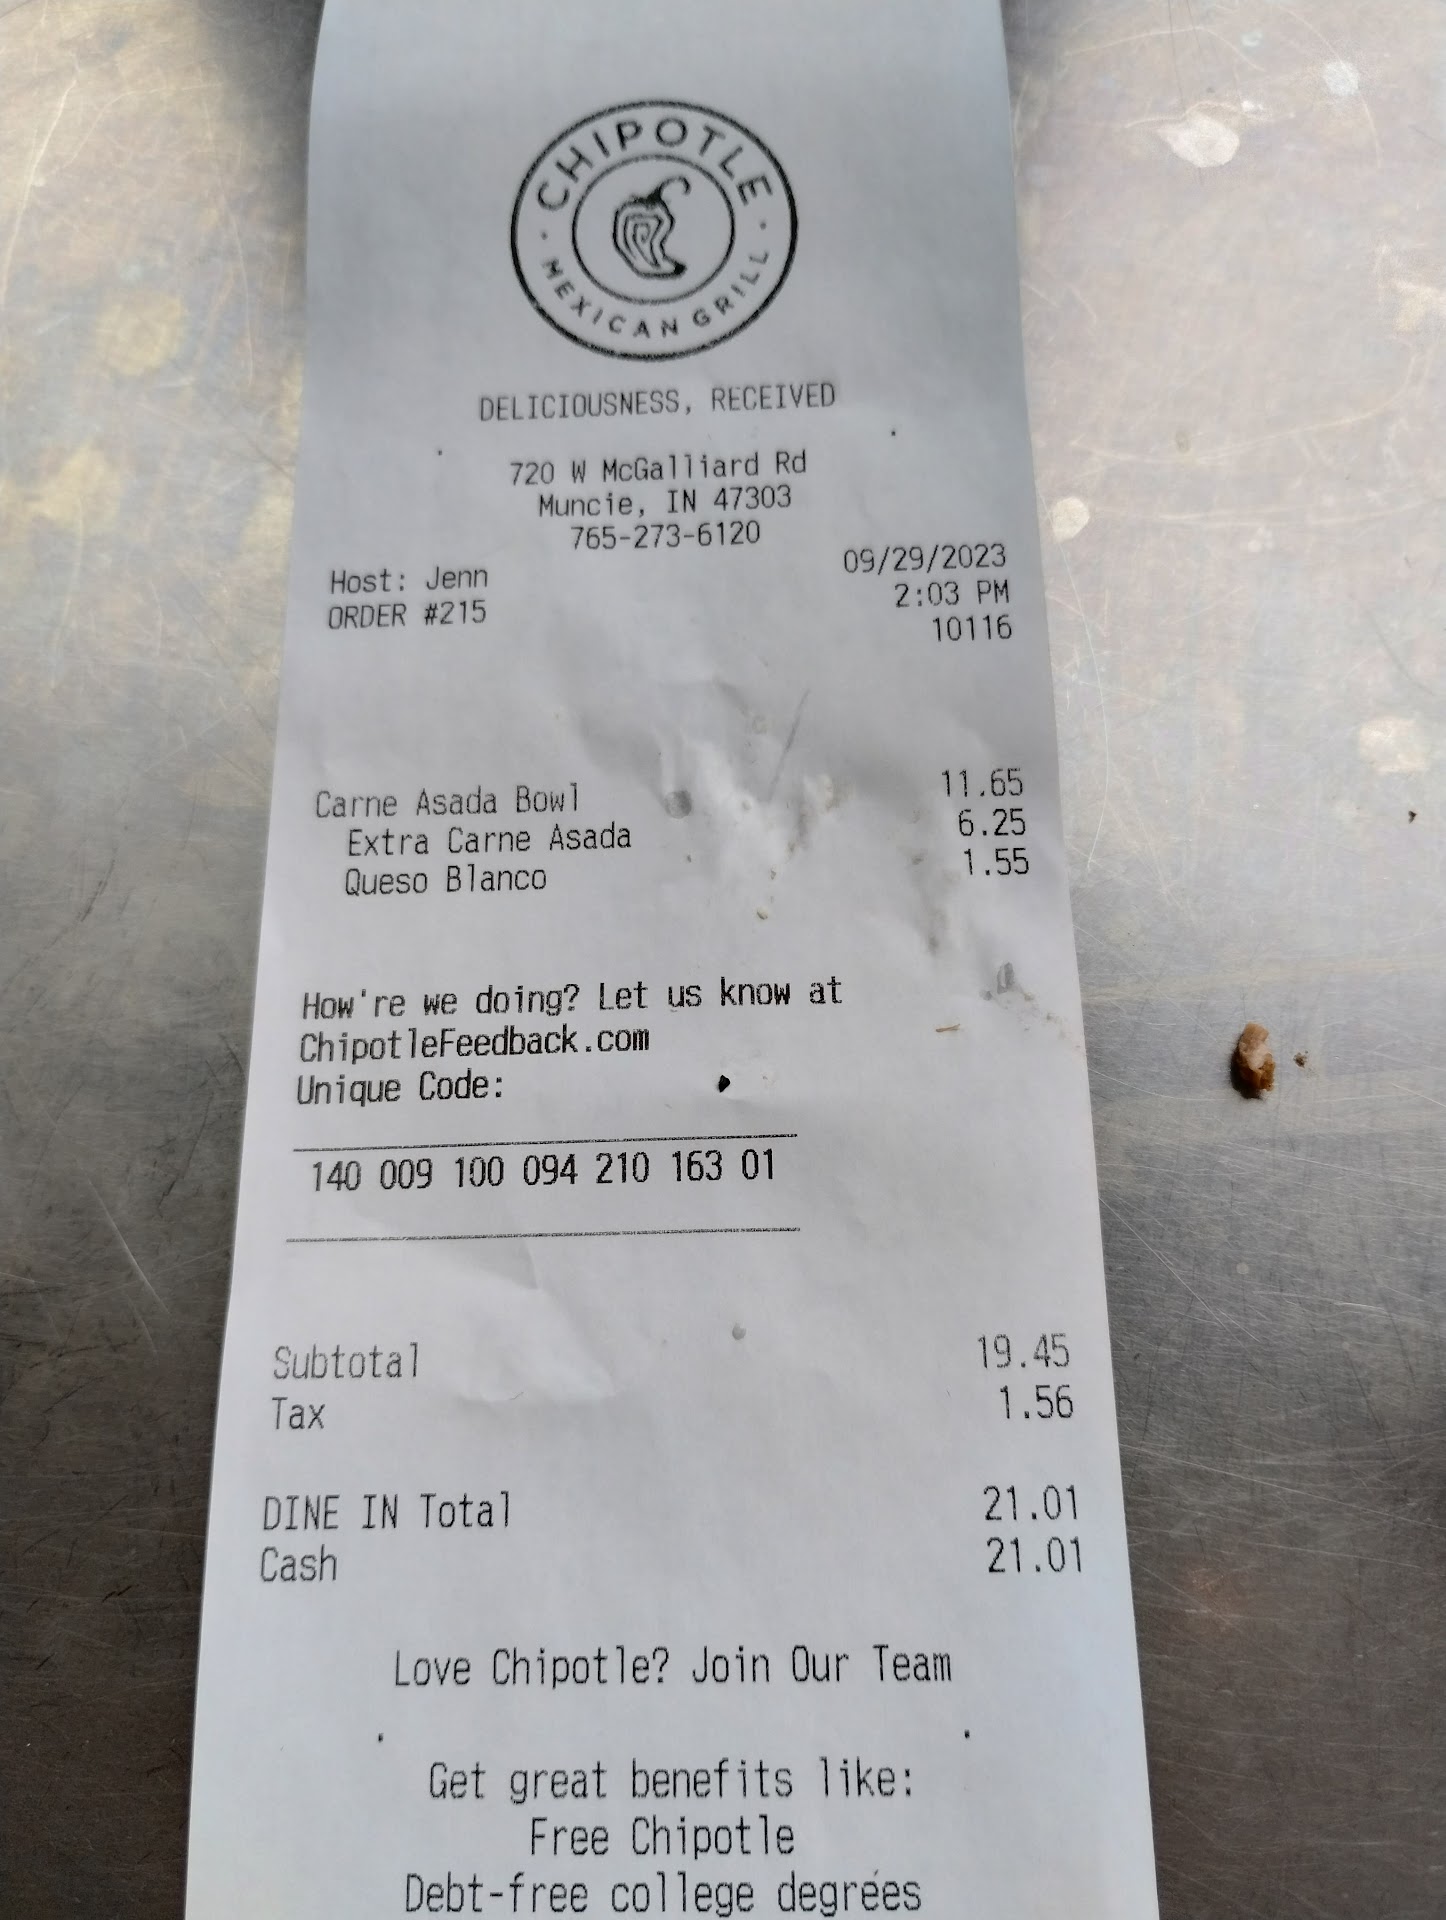 CHIPOTLE
MEXICAN GRILL
DELICIOUSNESS, RECEIVED
720 W McGalliard Rd
Muncie, IN 47303
765-273-6120
Host: Jenn 09/29/2023
ORDER #215 2:03 PM
10116
Carne Asada Bowl 11.65
Extra Carne Asada 6.25
Queso Blanco 1.55
How're we doing? Let us know at
ChipotleFeedback.com
Unique Code:
140 009 100 094 210 163 01
Subtotal 19.45
Tax 1.56
DINE IN Total 21.01
Cash 21.01
Love Chipotle? Join Our Team
Get great benefits like:
Free Chipotle
Debt-free college degrees